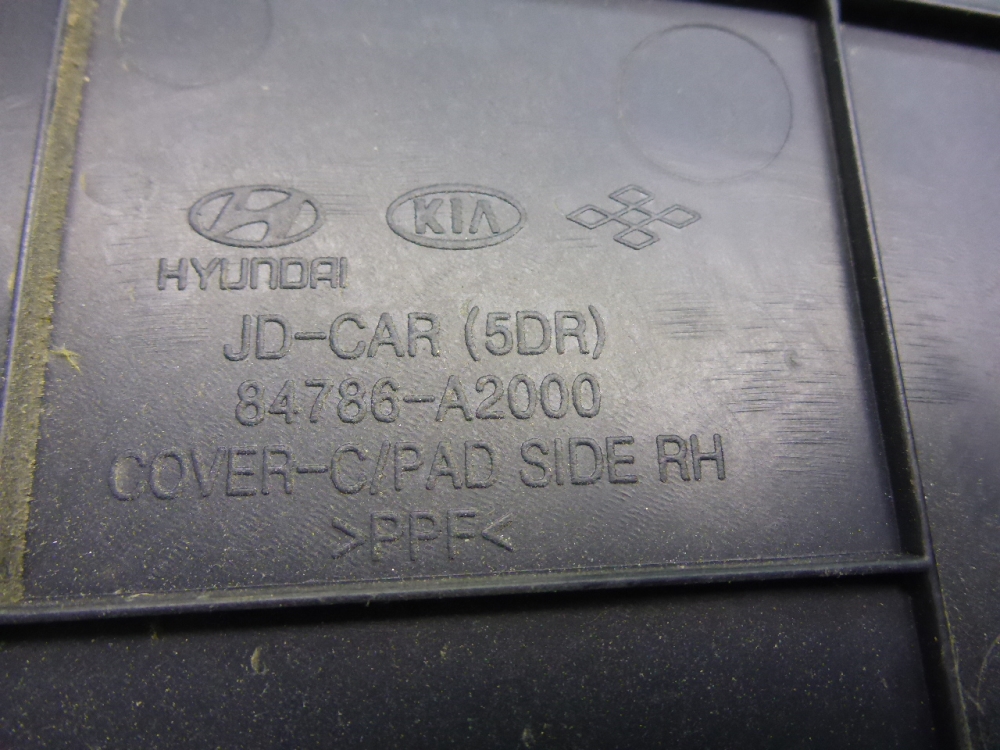 KIA
HYUNDAI
JD-CAR (5DR)
84786-A2000
COVER-C/PAD SIDE RH
>PPF<